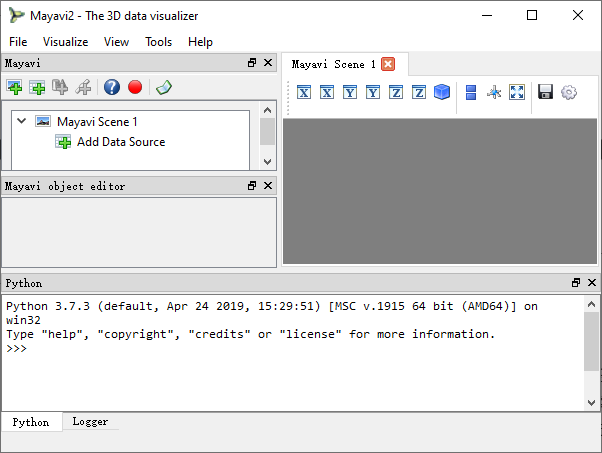 Mayavi2 - The 3D data visualizer
File Visualize View Tools Help
Mayavi
Mayavi Scene 1
X X Y Y Z Z
Mayavi Scene 1
Add Data Source
Mayavi object editor
Python
Python 3.7.3 (default, Apr 24 2019, 15:29:51) [MSC v.1915 64 bit (AMD64)] on
win32
Type "help", "copyright", "credits" or "license" for more information.
>>>
Python Logger